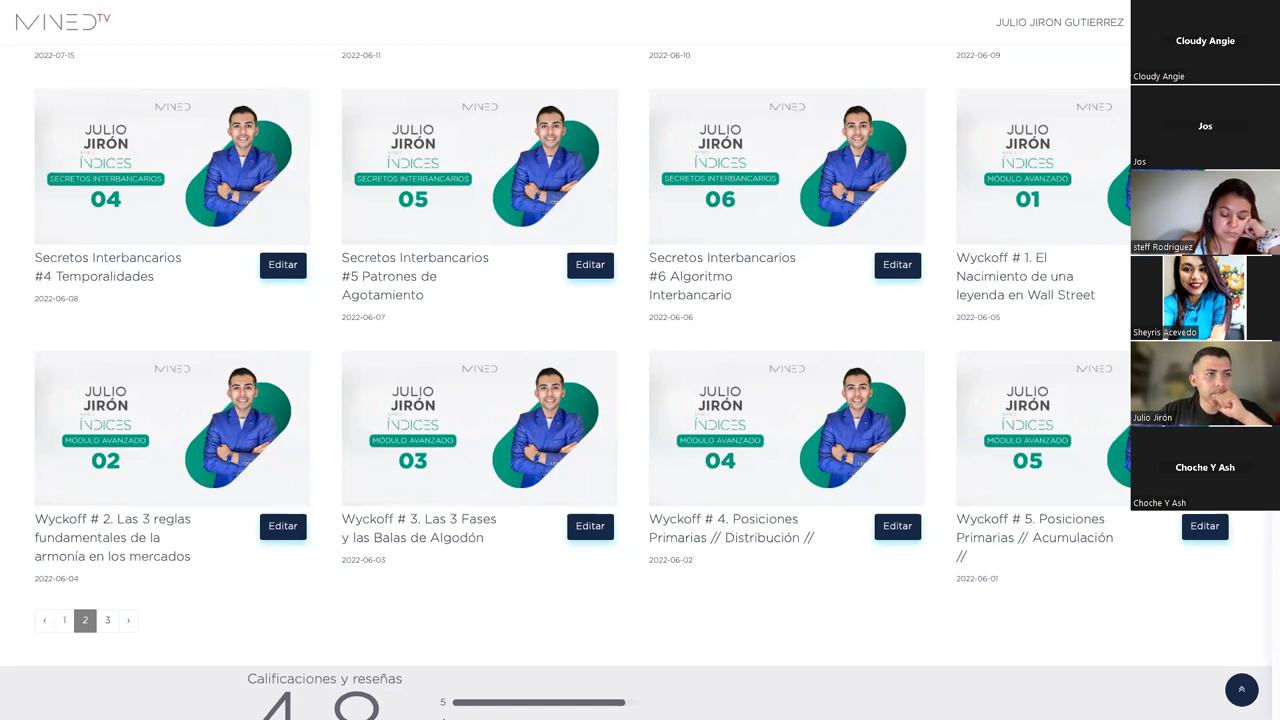 MINEDTV
JULIO JIRON GUTIERREZ
2022-07-15
2022-06-11
2022-06-10
2022-06-09
MINED
JULIO
JIRÓN
ÍNDICES
SECRETOS INTERBANCARIOS
04
Secretos Interbancarios
#4 Temporalidades
Editar
2022-06-08
MINED
JULIO
JIRÓN
ÍNDICES
SECRETOS INTERBANCARIOS
05
Secretos Interbancarios
#5 Patrones de
Agotamiento
Editar
2022-06-07
MINED
JULIO
JIRÓN
ÍNDICES
SECRETOS INTERBANCARIOS
06
Secretos Interbancarios
#6 Algoritmo
Interbancario
Editar
2022-06-06
MINED
JULIO
JIRÓN
ÍNDICES
MÓDULO AVANZADO
01
Wyckoff # 1. El
Nacimiento de una
leyenda en Wall Street
2022-06-05
MINED
JULIO
JIRÓN
ÍNDICES
MÓDULO AVANZADO
02
Wyckoff # 2. Las 3 reglas
fundamentales de la
armonía en los mercados
Editar
2022-06-04
MINED
JULIO
JIRÓN
ÍNDICES
MÓDULO AVANZADO
03
Wyckoff # 3. Las 3 Fases
y las Balas de Algodón
Editar
2022-06-03
MINED
JULIO
JIRÓN
ÍNDICES
MÓDULO AVANZADO
04
Wyckoff # 4. Posiciones
Primarias // Distribución //
Editar
2022-06-02
MINED
JULIO
JIRÓN
ÍNDICES
MÓDULO AVANZADO
05
Wyckoff # 5. Posiciones
Primarias // Acumulación
//
Editar
2022-06-01
‹ 1 2 3 ›
Calificaciones y reseñas
4.8
5
Cloudy Angie
Cloudy Angie
Jos
Jos
steff Rodriguez
Sheyris Acevedo
Julio Jirón
Choche Y Ash
Choche Y Ash